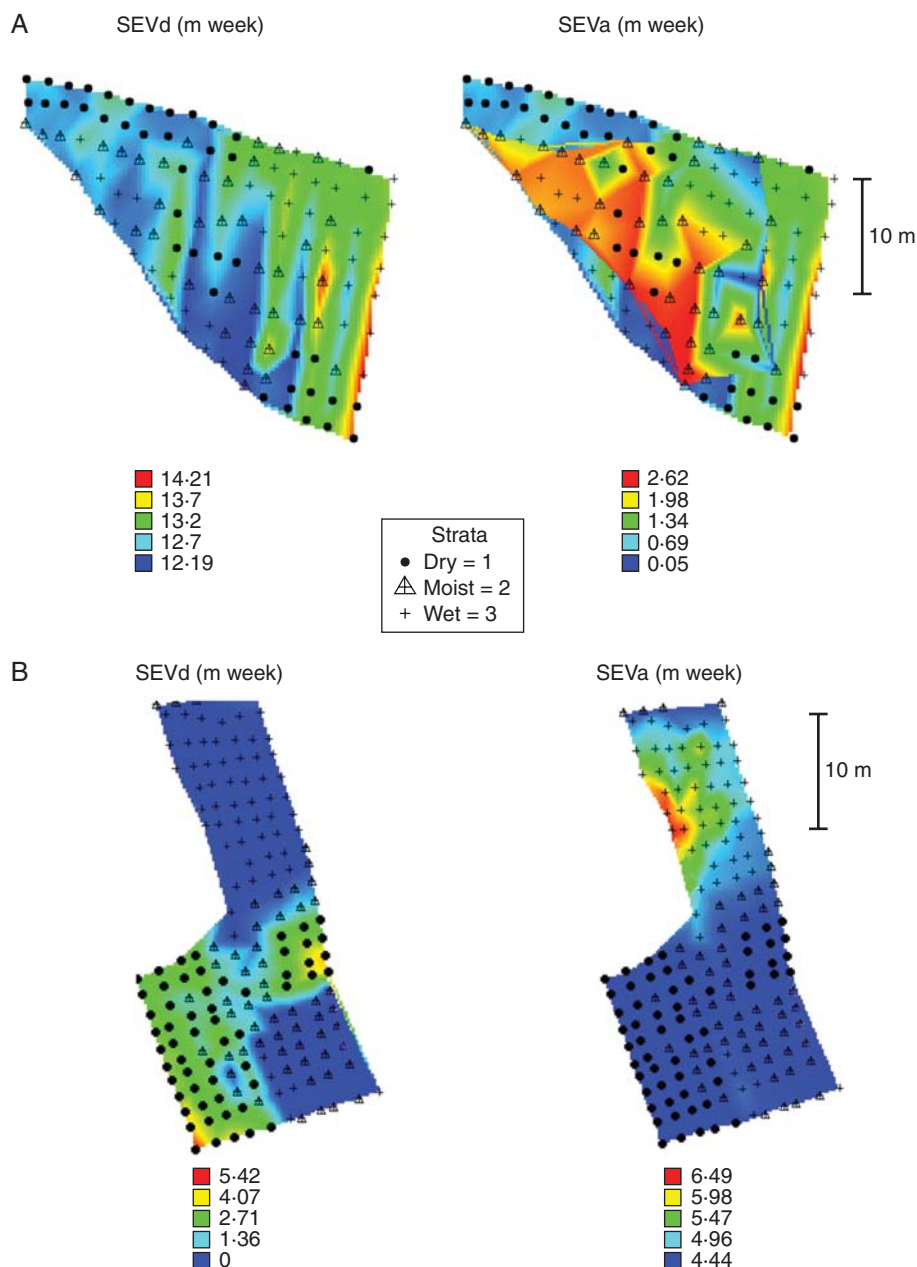 A
SEVd (m week)
SEVa (m week)
10 m
14·21
13·7
13·2
12·7
12·19
2·62
1·98
1·34
0·69
0·05
Strata
Dry = 1
Moist = 2
Wet = 3
B
SEVd (m week)
SEVa (m week)
10 m
5·42
4·07
2·71
1·36
0
6·49
5·98
5·47
4·96
4·44